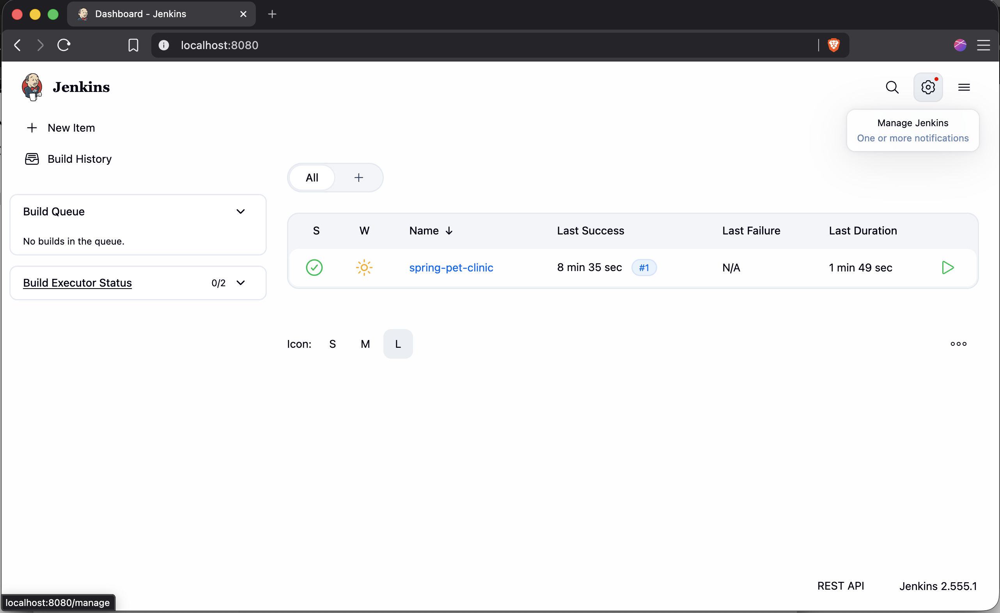 Dashboard - Jenkins
localhost:8080
Jenkins
Manage Jenkins
One or more notifications
New Item
Build History
All
Build Queue
No builds in the queue.
Build Executor Status 0/2
S W Name ↓ Last Success Last Failure Last Duration
spring-pet-clinic 8 min 35 sec #1 N/A 1 min 49 sec
Icon: S M L
REST API Jenkins 2.555.1
localhost:8080/manage